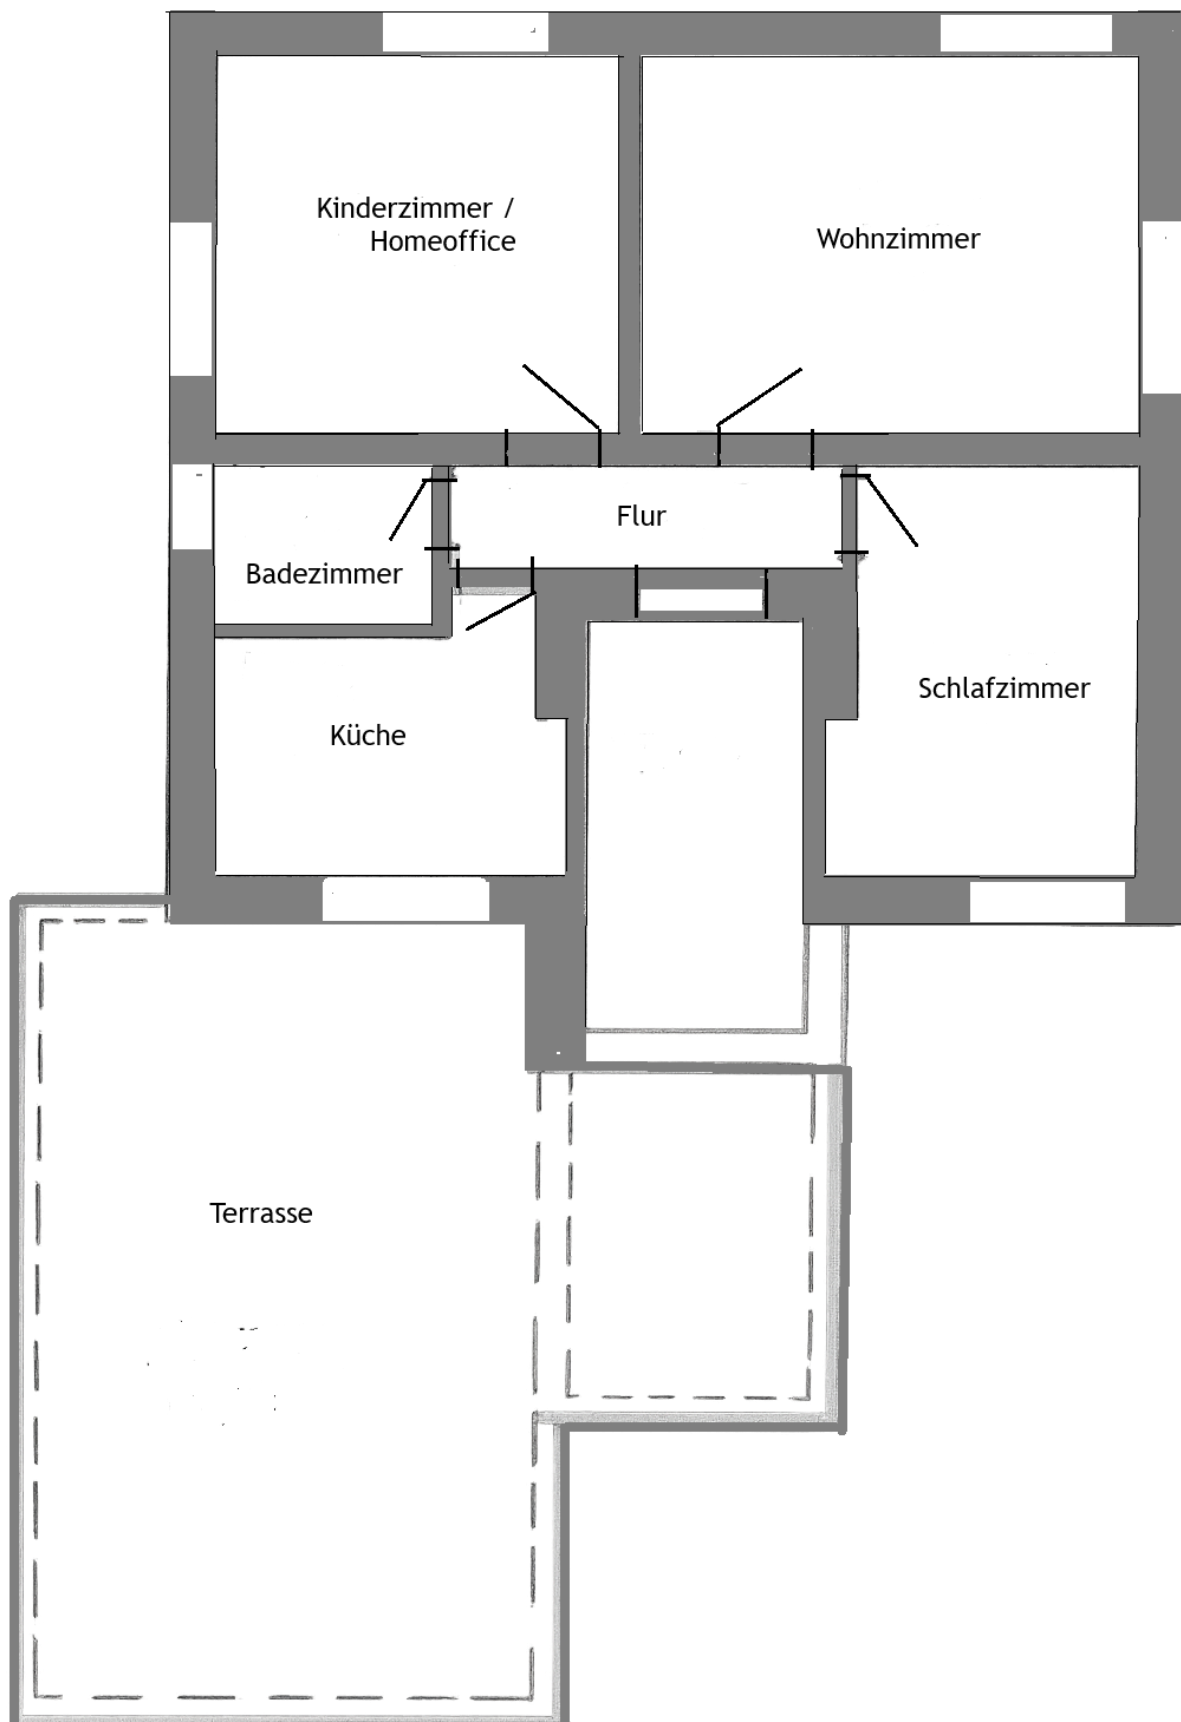 Kinderzimmer /
Homeoffice
Wohnzimmer
Flur
Badezimmer
Schlafzimmer
Küche
Terrasse